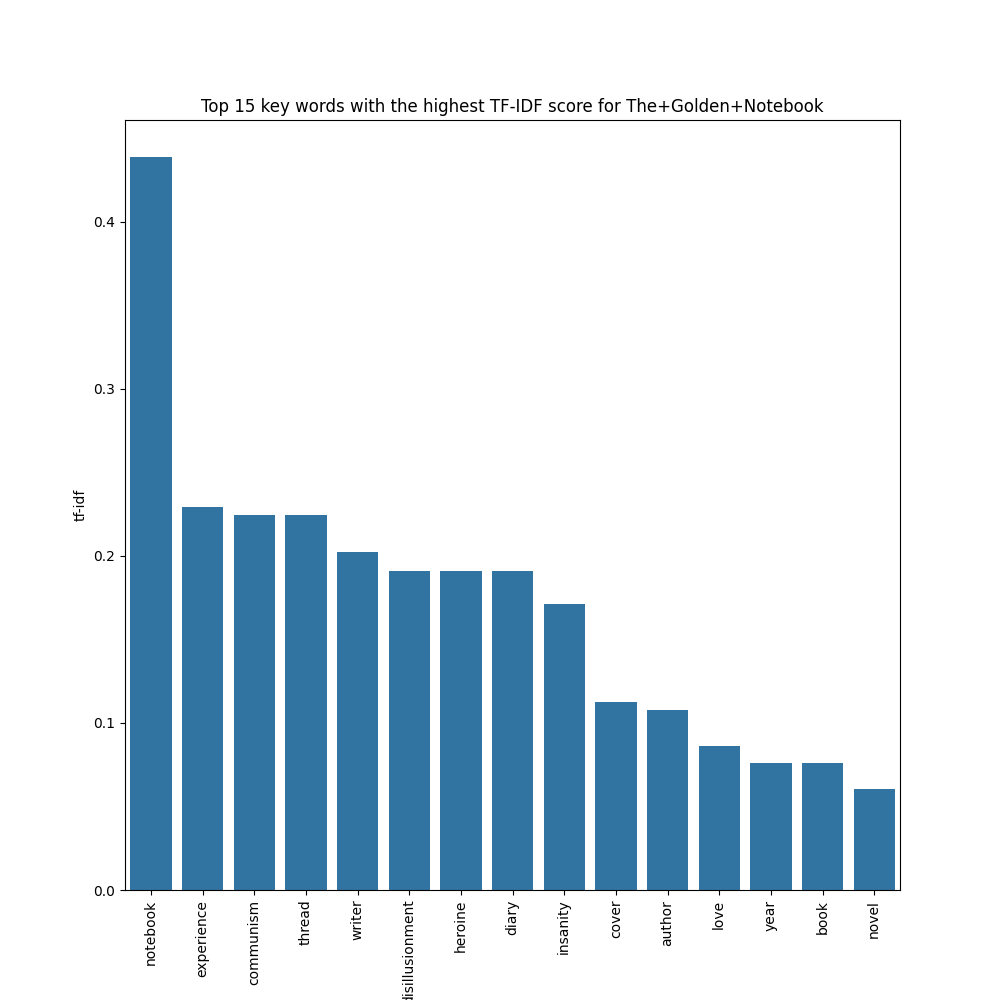 Top 15 key words with the highest TF-IDF score for The+Golden+Notebook
tf-idf
0.4
0.3
0.2
0.1
0.0
notebook
experience
communism
thread
writer
disillusionment
heroine
diary
insanity
cover
author
love
year
book
novel